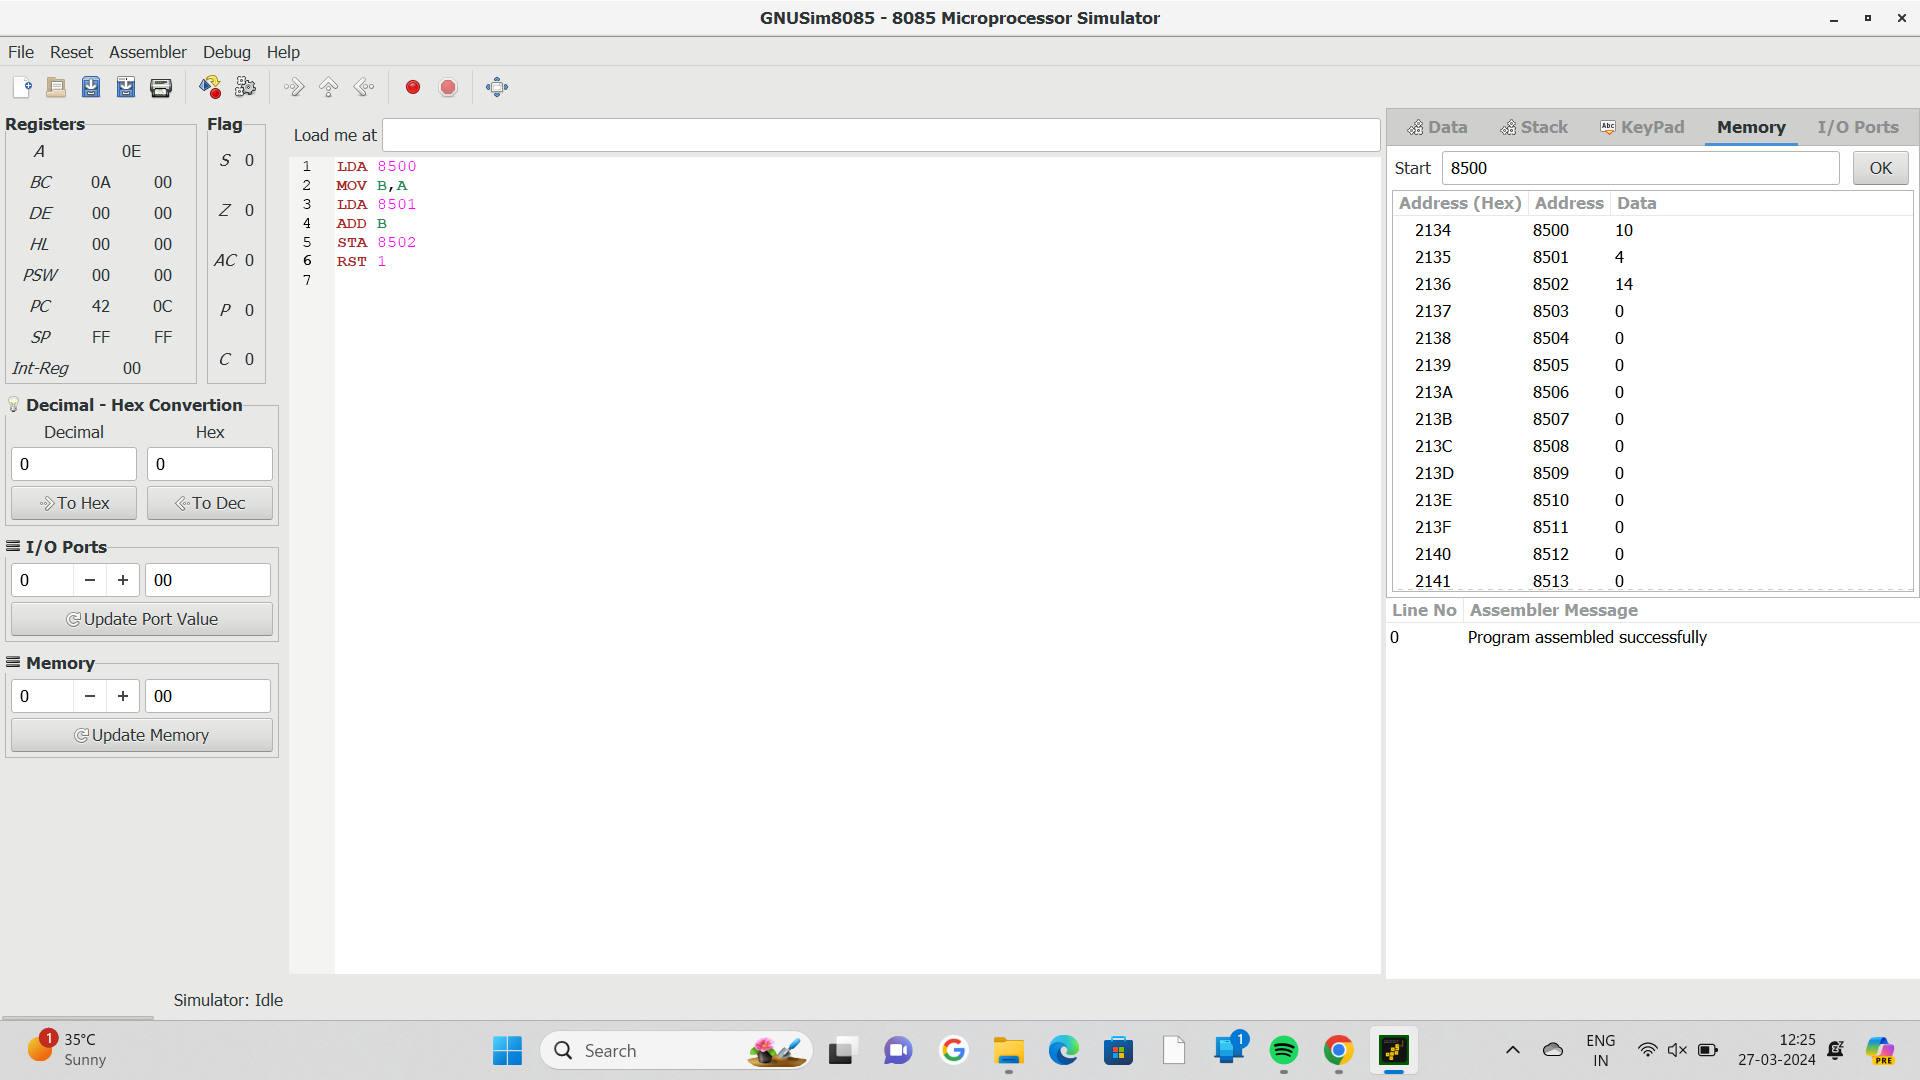 GNUSim8085 - 8085 Microprocessor Simulator
File Reset Assembler Debug Help
Registers
A 0E
BC 0A 00
DE 00 00
HL 00 00
PSW 00 00
PC 42 0C
SP FF FF
Int-Reg 00
Flag
S 0
Z 0
AC 0
P 0
C 0
Decimal - Hex Convertion
Decimal Hex
0 0
To Hex To Dec
I/O Ports
0 − + 00
Update Port Value
Memory
0 − + 00
Update Memory
Load me at
1 LDA 8500
2 MOV B,A
3 LDA 8501
4 ADD B
5 STA 8502
6 RST 1
7
Data Stack Abc KeyPad Memory I/O Ports
Start 8500 OK
Address (Hex) Address Data
2134 8500 10
2135 8501 4
2136 8502 14
2137 8503 0
2138 8504 0
2139 8505 0
213A 8506 0
213B 8507 0
213C 8508 0
213D 8509 0
213E 8510 0
213F 8511 0
2140 8512 0
2141 8513 0
Line No Assembler Message
0 Program assembled successfully
Simulator: Idle
1 35°C
Sunny
Search
1
ENG
IN
12:25
27-03-2024
PRE